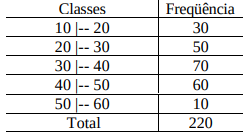 Classes Freqüência
10 |-- 20 30
20 |-- 30 50
30 |-- 40 70
40 |-- 50 60
50 |-- 60 10
Total 220